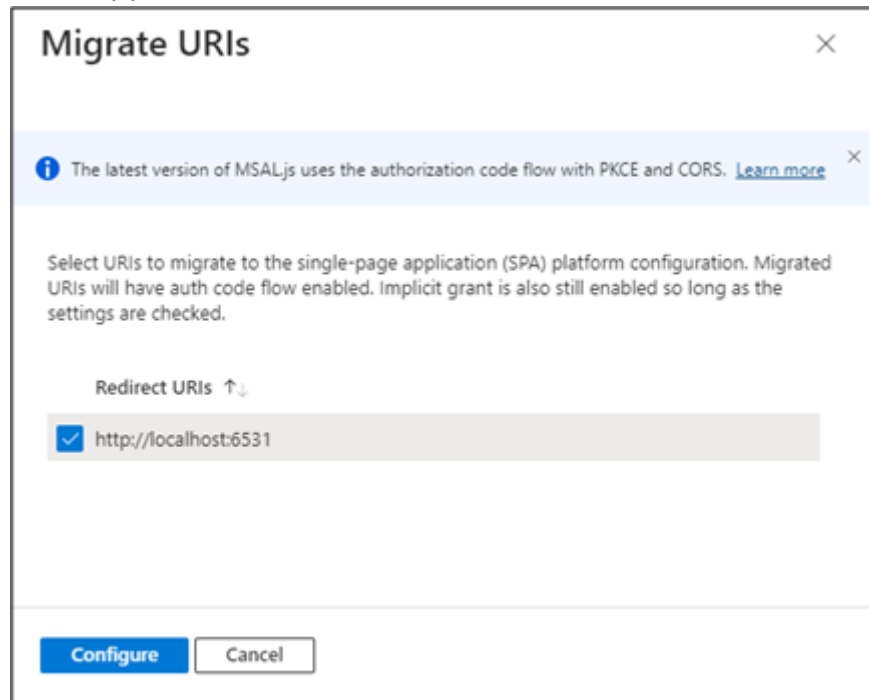 Migrate URIs
The latest version of MSAL.js uses the authorization code flow with PKCE and CORS. Learn more
Select URIs to migrate to the single-page application (SPA) platform configuration. Migrated
URIs will have auth code flow enabled. Implicit grant is also still enabled so long as the
settings are checked.
Redirect URIs ↑↓
http://localhost:6531
Configure Cancel